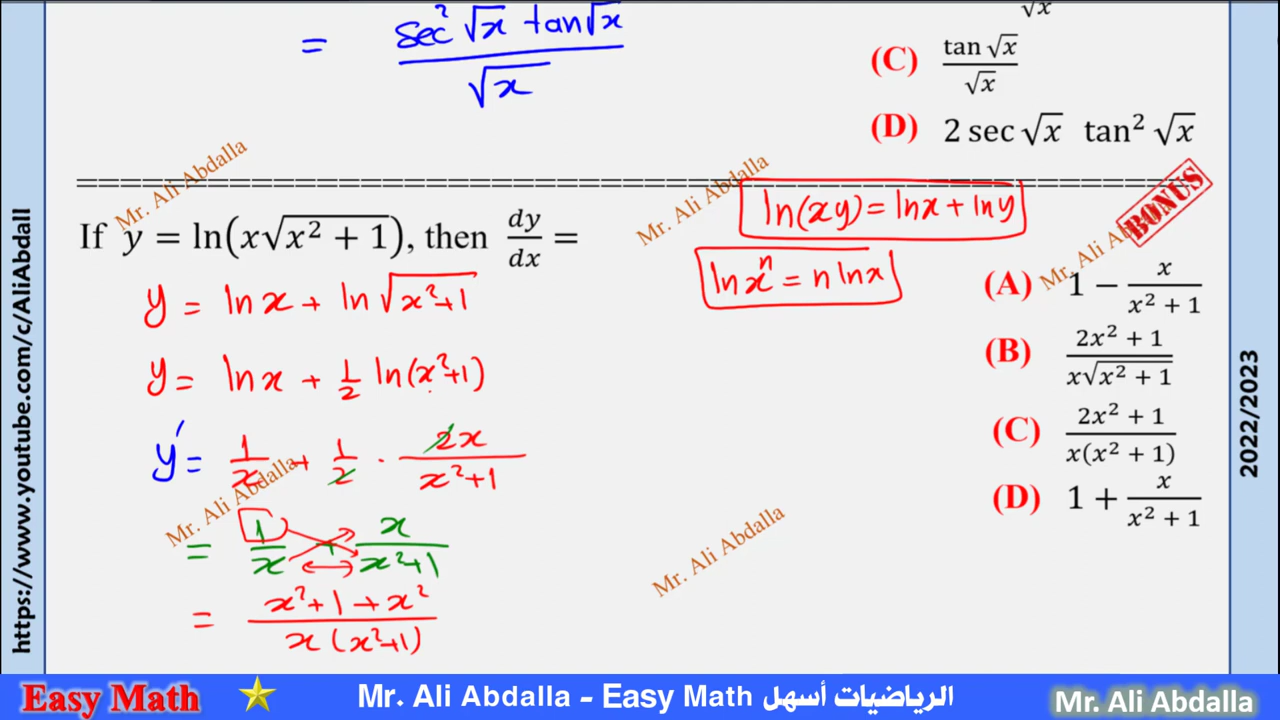 = sec² √x tan√x / √x
√x
(C) tan √x / √x
(D) 2 sec √x tan² √x
Mr. Ali Abdalla
Mr. Ali Abdalla
==================================================
BONUS
ln(xy) = lnx + lny
If y = ln(x√(x² + 1)), then dy/dx =
Mr. Ali Abdalla
ln xⁿ = n lnx
y = lnx + ln √(x²+1)
y = lnx + 1/2 ln(x²+1)
y' = 1/x + 1/2 · 2x/(x²+1)
Mr. Ali Abdalla
= 1/x + x/(x²+1)
= (x²+1+x²)/(x(x²+1))
Mr. Ali Abdalla
(A) 1 − x/(x² + 1)
(B) (2x² + 1)/(x√(x² + 1))
(C) (2x² + 1)/(x(x² + 1))
(D) 1 + x/(x² + 1)
https://www.youtube.com/c/AliAbdall
2022/2023
Easy Math
Mr. Ali Abdalla - Easy Math الرياضيات أسهل
Mr. Ali Abdalla